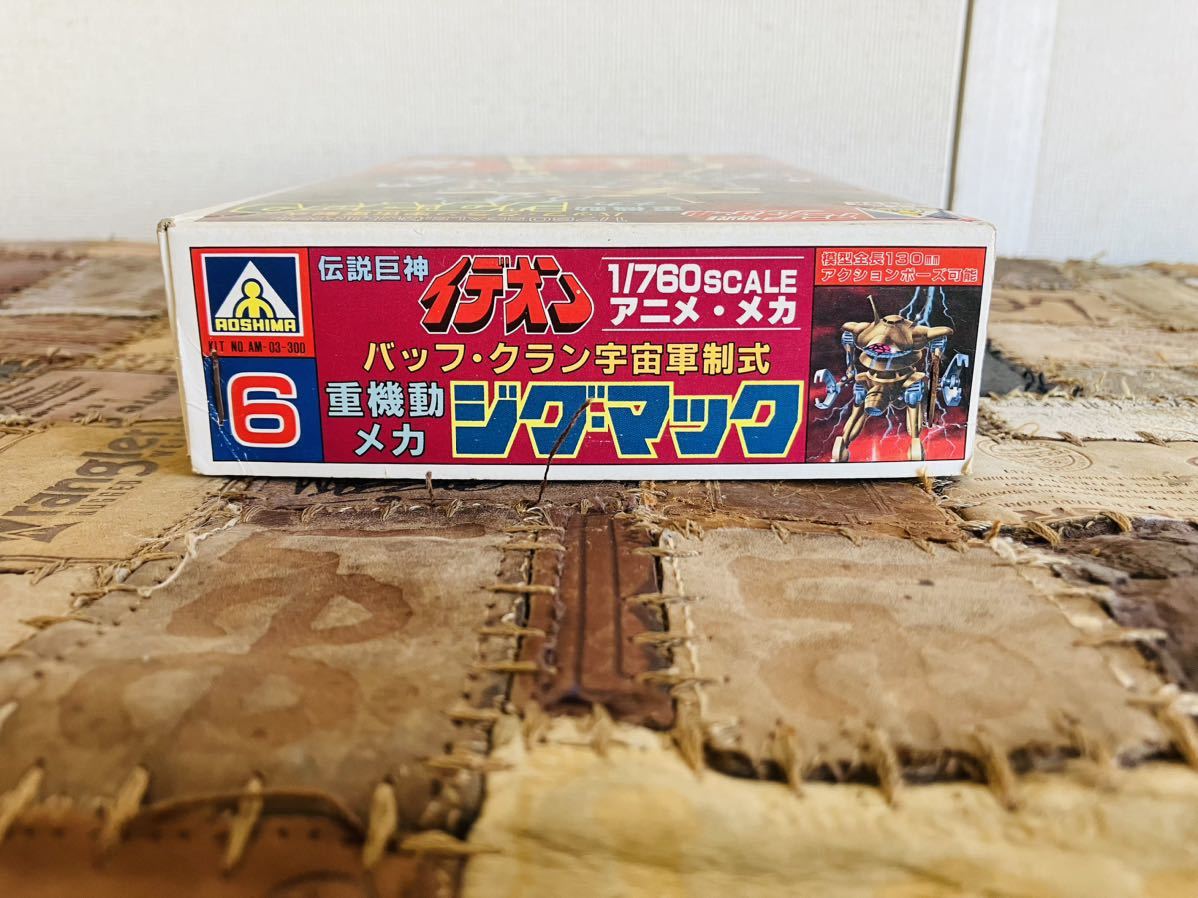 AOSHIMA
KIT NO. AM-03-300
6
伝説巨神
イデオン
1/760SCALE
アニメ・メカ
バッフ・クラン宇宙軍制式
重機動
メカ
ジグ・マック
模型全長130㎜
アクションポーズ可能
Wrangler